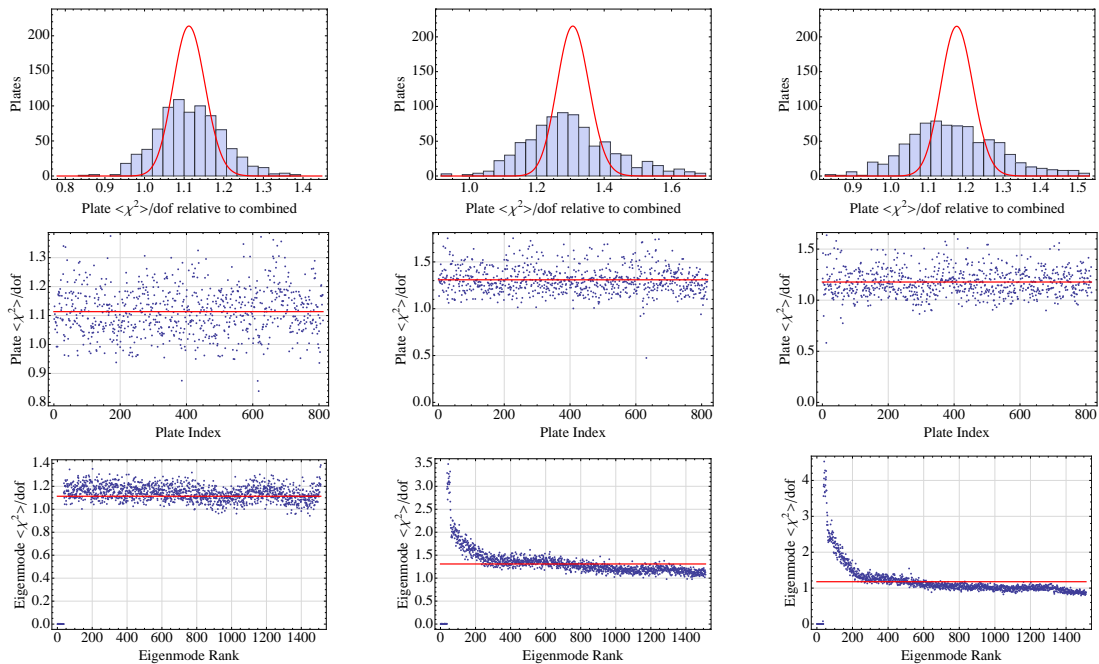 200
150
100
50
0
Plates
0.8 0.9 1.0 1.1 1.2 1.3 1.4
Plate <χ²>/dof relative to combined
200
150
100
50
0
Plates
1.0 1.2 1.4 1.6
Plate <χ²>/dof relative to combined
200
150
100
50
0
Plates
0.9 1.0 1.1 1.2 1.3 1.4 1.5
Plate <χ²>/dof relative to combined
1.3
1.2
1.1
1.0
0.9
0.8
Plate <χ²>/dof
0 200 400 600 800
Plate Index
1.5
1.0
0.5
0.0
Plate <χ²>/dof
0 200 400 600 800
Plate Index
1.5
1.0
0.5
0.0
Plate <χ²>/dof
0 200 400 600 800
Plate Index
1.4
1.2
1.0
0.8
0.6
0.4
0.2
0.0
Eigenmode <χ²>/dof
0 200 400 600 800 1000 1200 1400
Eigenmode Rank
3.5
3.0
2.5
2.0
1.5
1.0
0.5
0.0
Eigenmode <χ²>/dof
0 200 400 600 800 1000 1200 1400
Eigenmode Rank
4
3
2
1
0
Eigenmode <χ²>/dof
0 200 400 600 800 1000 1200 1400
Eigenmode Rank